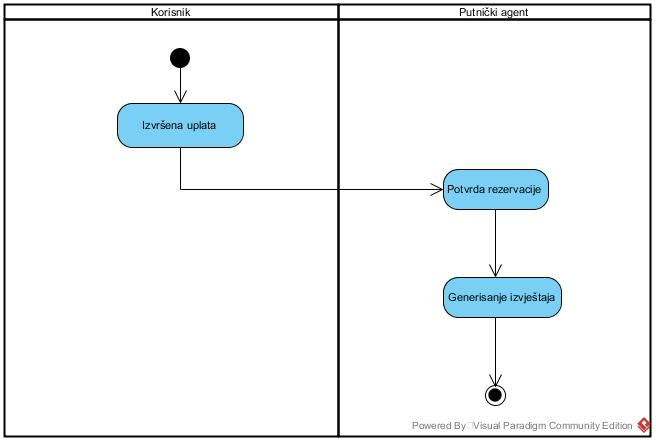 Korisnik
Putnički agent
Izvršena uplata
Potvrda rezervacije
Generisanje izvještaja
Powered By Visual Paradigm Community Edition